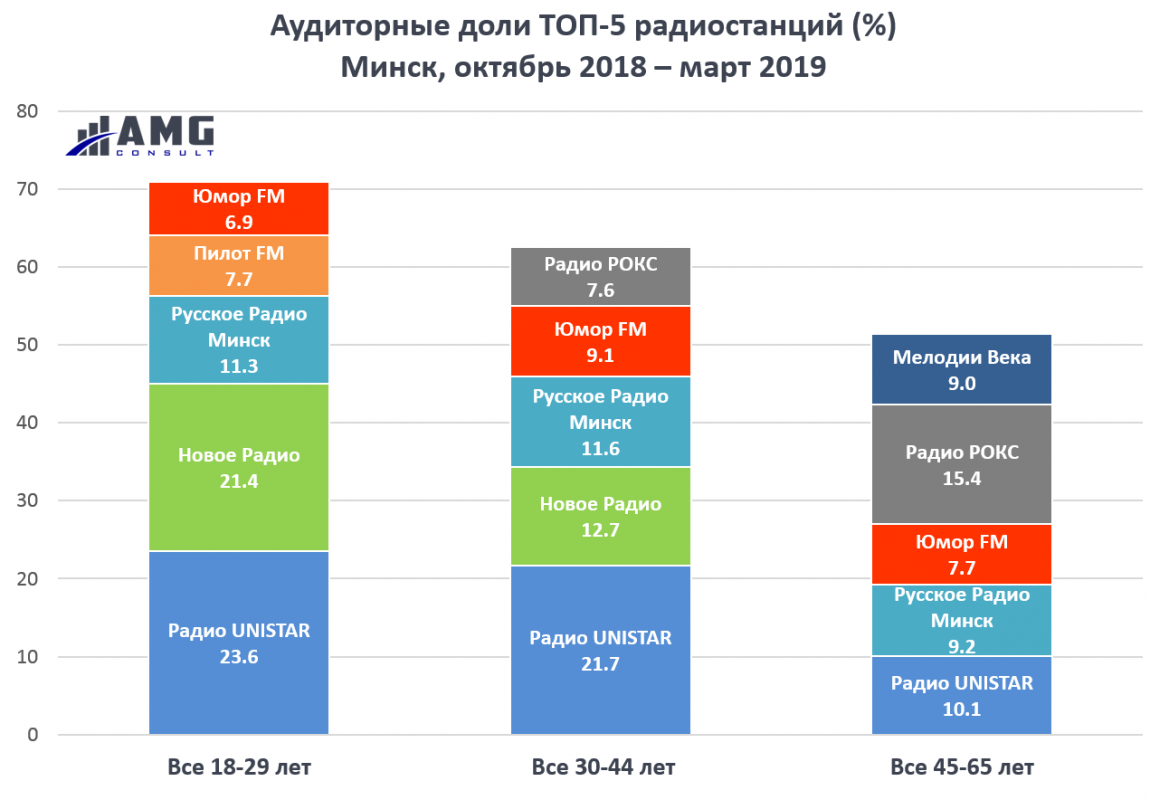 Аудиторные доли ТОП-5 радиостанций (%)
Минск, октябрь 2018 – март 2019
80
70
60
50
40
30
20
10
0
AMG
CONSULT
Юмор FM
6.9
Пилот FM
7.7
Русское Радио
Минск
11.3
Новое Радио
21.4
Радио UNISTAR
23.6
Радио РОКС
7.6
Юмор FM
9.1
Русское Радио
Минск
11.6
Новое Радио
12.7
Радио UNISTAR
21.7
Мелодии Века
9.0
Радио РОКС
15.4
Юмор FM
7.7
Русское Радио
Минск
9.2
Радио UNISTAR
10.1
Все 18-29 лет
Все 30-44 лет
Все 45-65 лет